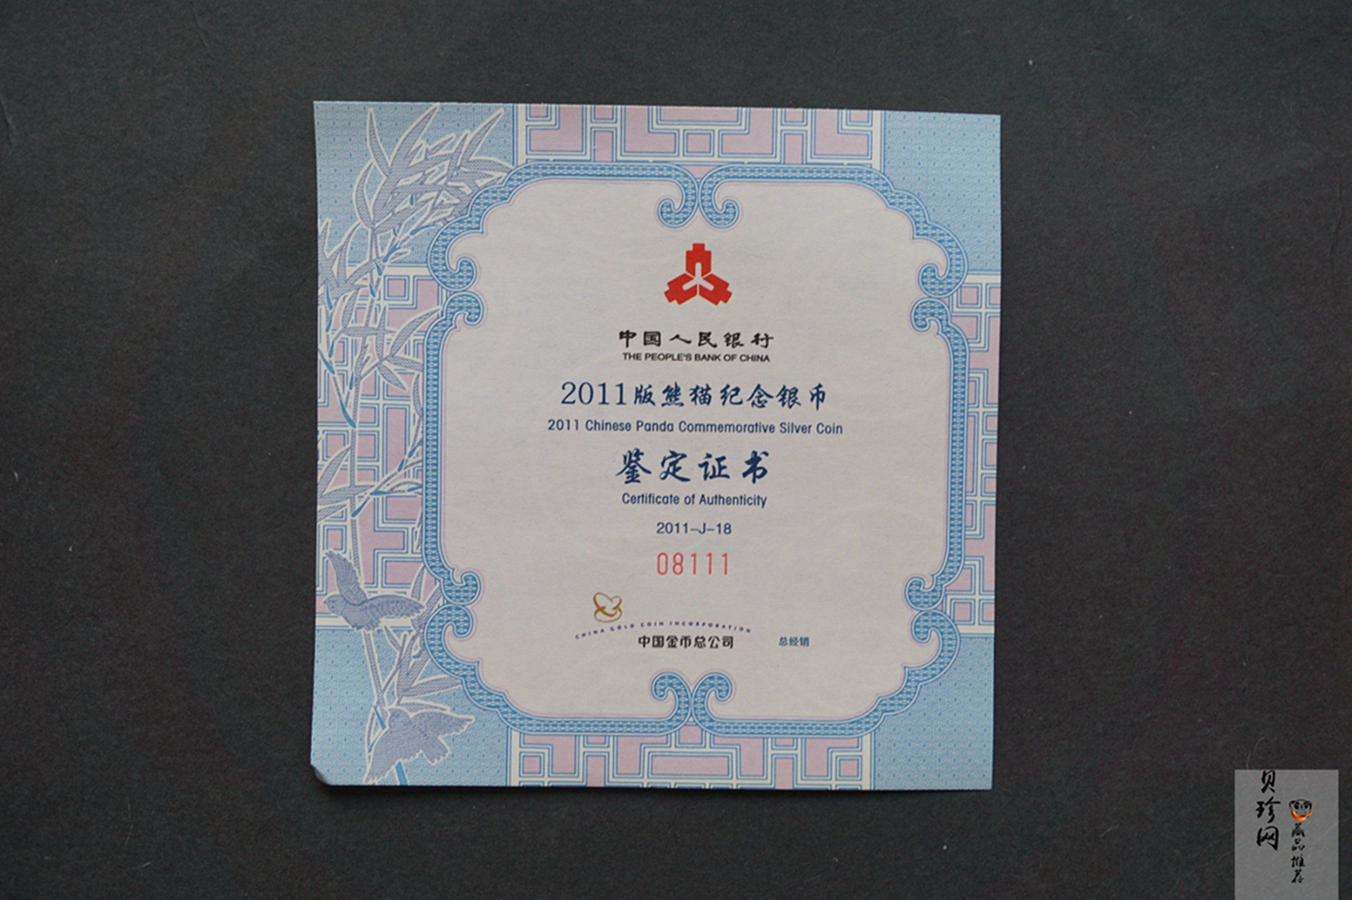 中国人民银行
THE PEOPLE'S BANK OF CHINA
2011版熊猫纪念银币
2011 Chinese Panda Commemorative Silver Coin
鉴定证书
Certificate of Authenticity
2011-J-18
08111
CHINA GOLD COIN INCORPORATION
中国金币总公司 总经销
贝珍网
藏品推荐